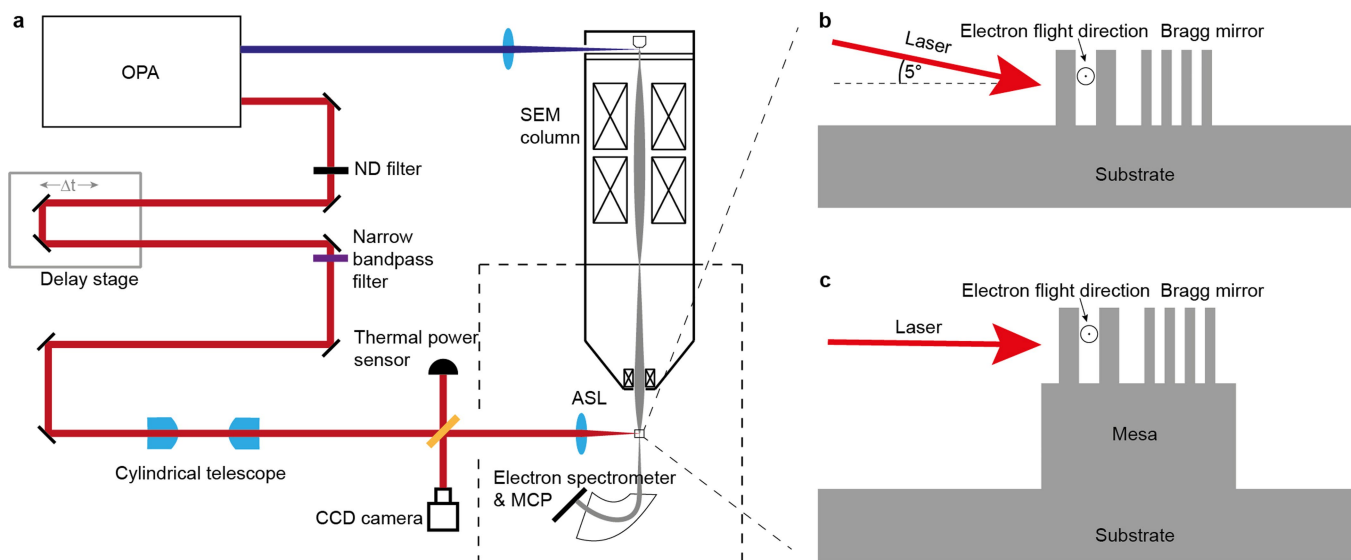 a
OPA
ND filter
Δt
Delay stage
Narrow
bandpass
filter
Thermal power
sensor
Cylindrical telescope
CCD camera
SEM
column
ASL
Electron spectrometer
& MCP
b
Electron flight direction
Bragg mirror
Laser
5°
Substrate
c
Electron flight direction
Bragg mirror
Laser
Mesa
Substrate